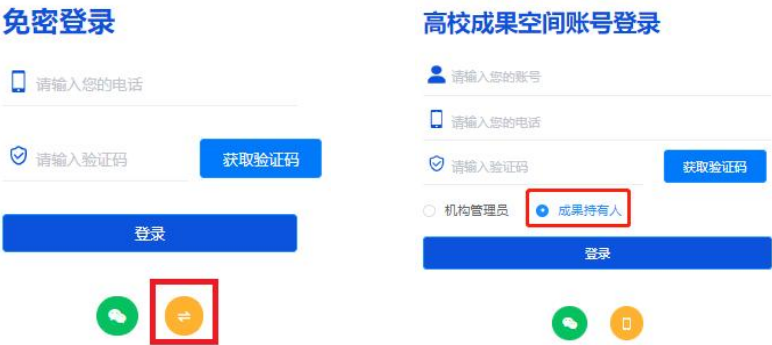 免密登录
请输入您的电话
请输入验证码
获取验证码
登录
高校成果空间账号登录
请输入您的账号
请输入您的电话
请输入验证码
获取验证码
机构管理员 成果持有人
登录